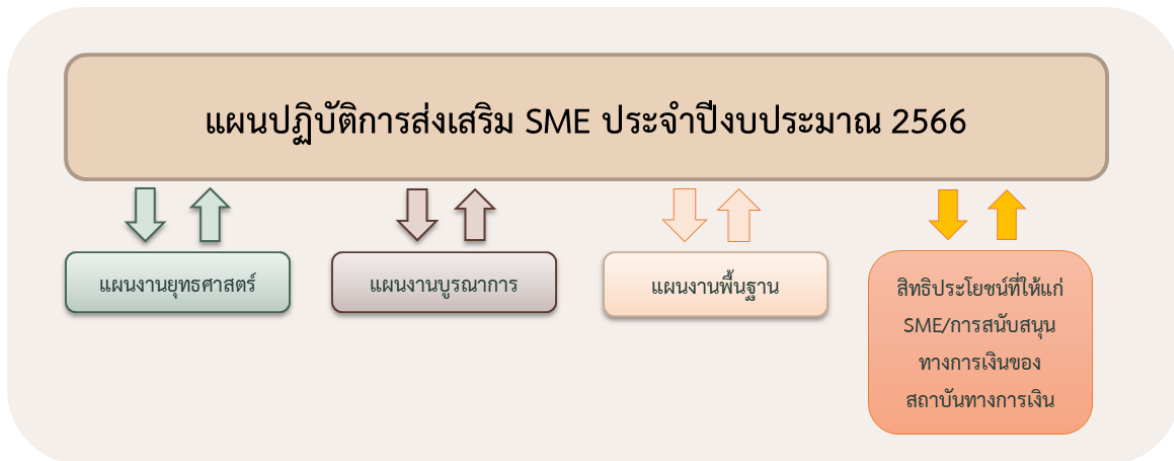 แผนปฏิบัติการส่งเสริม SME ประจำปีงบประมาณ 2566
แผนงานยุทธศาสตร์
แผนงานบูรณาการ
แผนงานพื้นฐาน
สิทธิประโยชน์ที่ให้แก่
SME/การสนับสนุน
ทางการเงินของ
สถาบันทางการเงิน